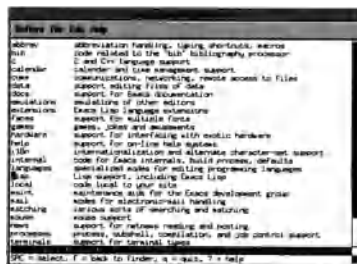 Buffers Files Edit Help
abbrev abbreviation handling, typing shortcuts, macros
bib code related to the `bib' bibliography processor
c C and C++ language support
calendar calendar and time management support
comm communications, networking, remote access to files
data support editing files of data
docs support for Emacs documentation
emulations emulations of other editors
extensions Emacs Lisp language extensions
faces support for multiple fonts
games games, jokes and amusements
hardware support for interfacing with exotic hardware
help support for on-line help systems
i18n internationalization and alternate character-set support
internal code for Emacs internals, build process, defaults
languages specialized modes for editing programming languages
lisp Lisp support, including Emacs Lisp
local code local to your site
maint maintenance aids for the Emacs development group
mail modes for electronic-mail handling
matching various sorts of searching and matching
mouse mouse support
news support for netnews reading and posting
processes process, subshell, compilation, and job control support
terminals support for terminal types
SPC = select, f = back to finder, q = quit, ? = help